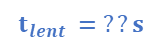 t_lent = ?? s